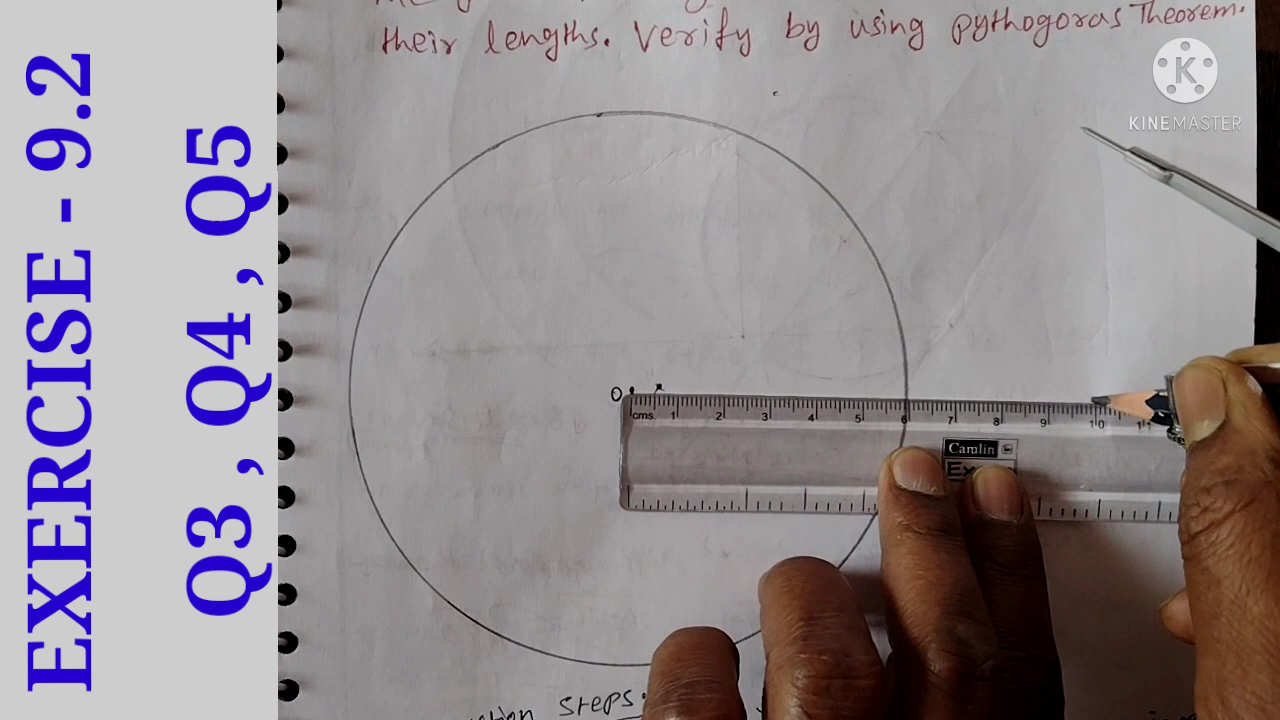 EXERCISE - 9.2
Q3 , Q4 , Q5
their lengths. Verify by using pythogoras Theorem.
K
KINEMASTER
O
cms 1 2 3 4 5 6 7 8 9 10 11
Camlin
Ex
steps: